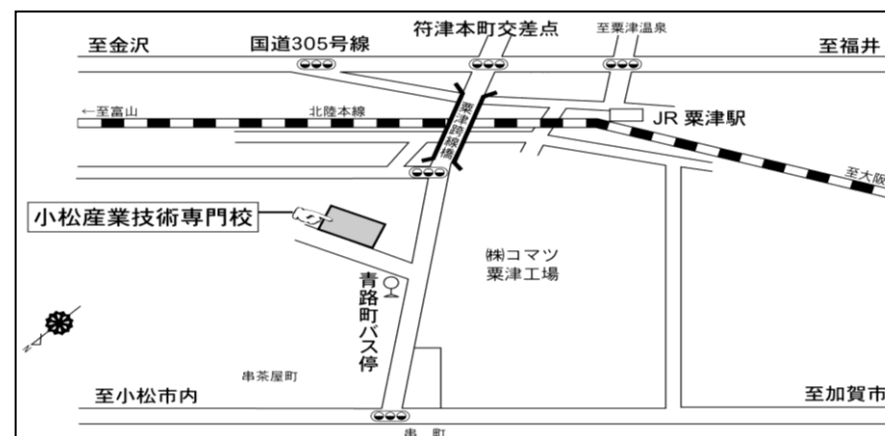 符津本町交差点
至粟津温泉
至金沢
国道305号線
至福井
←至富山
北陸本線
粟津跨線橋
JR 粟津駅
至大阪
小松産業技術専門校
㈱コマツ
粟津工場
青路町バス停
N
串茶屋町
至小松市内
至加賀市
串 町